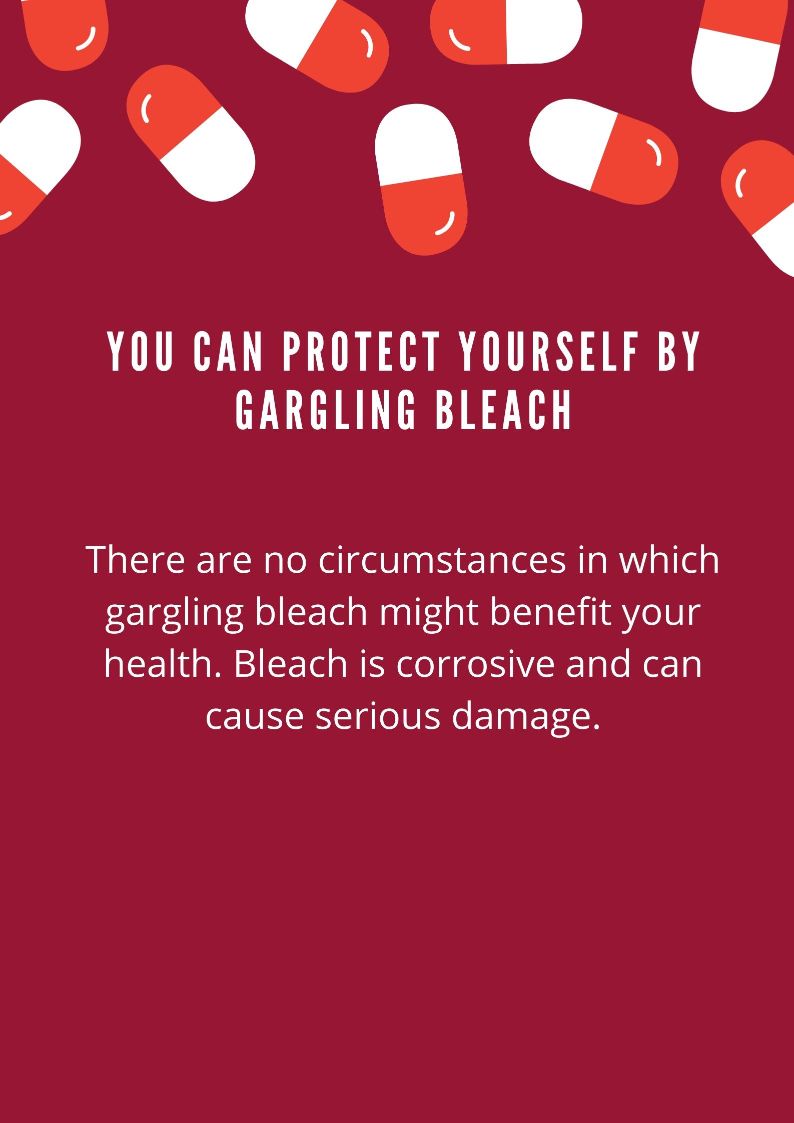 YOU CAN PROTECT YOURSELF BY
GARGLING BLEACH
There are no circumstances in which
gargling bleach might benefit your
health. Bleach is corrosive and can
cause serious damage.